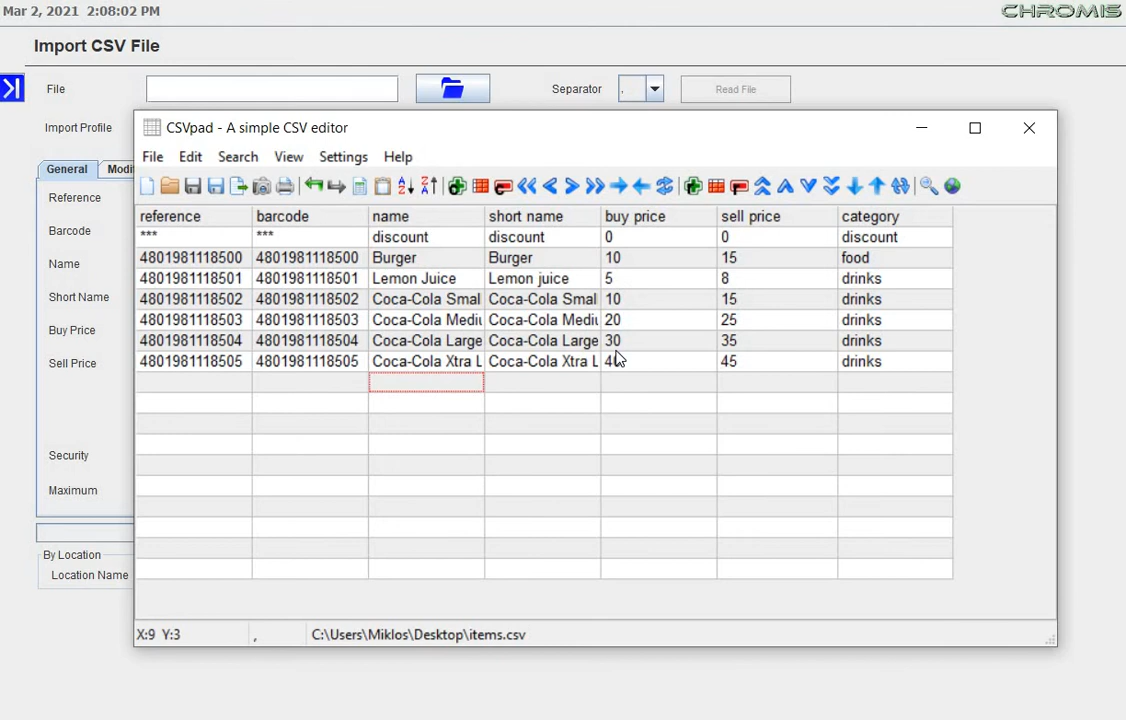 Mar 2, 2021 2:08:02 PM
CHROMIS
Import CSV File
File
Separator
,
Read File
Import Profile
CSVpad - A simple CSV editor
File Edit Search View Settings Help
General
Reference
Barcode
Name
Short Name
Buy Price
Sell Price
Security
Maximum
By Location
Location Name
reference barcode name short name buy price sell price category
*** *** discount discount 0 0 discount
4801981118500 4801981118500 Burger Burger 10 15 food
4801981118501 4801981118501 Lemon Juice Lemon juice 5 8 drinks
4801981118502 4801981118502 Coca-Cola Smal Coca-Cola Smal 10 15 drinks
4801981118503 4801981118503 Coca-Cola Mediu Coca-Cola Mediu 20 25 drinks
4801981118504 4801981118504 Coca-Cola Large Coca-Cola Large 30 35 drinks
4801981118505 4801981118505 Coca-Cola Xtra L Coca-Cola Xtra L 40 45 drinks
X:9 Y:3 , C:\Users\Miklos\Desktop\items.csv